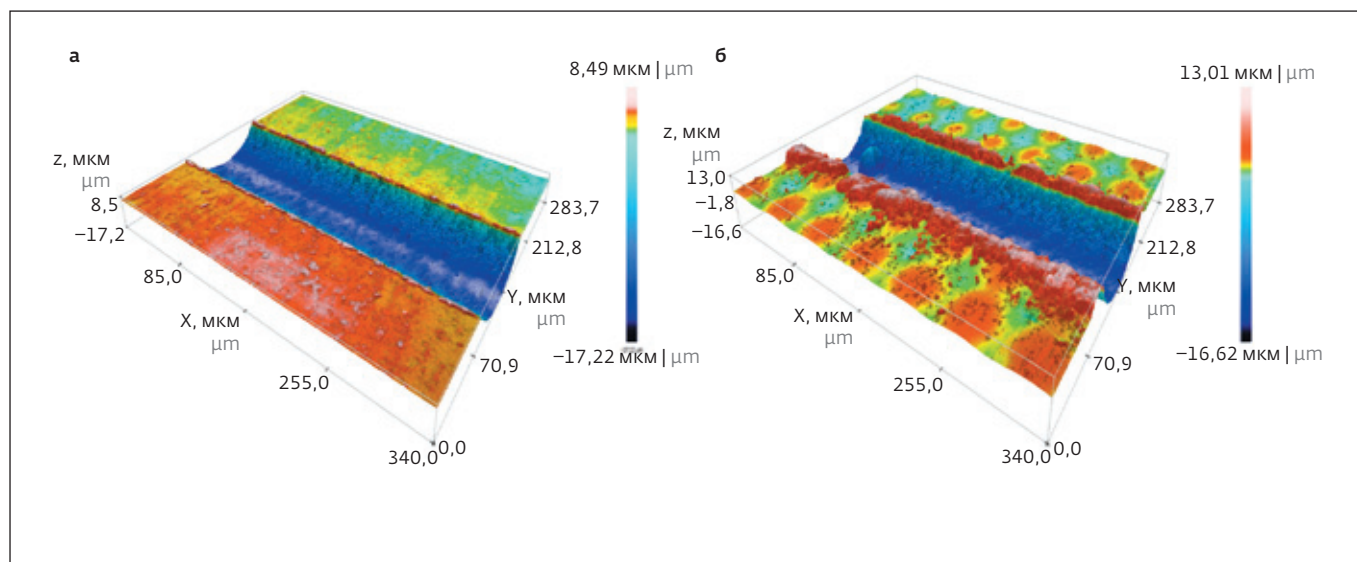 а
8,49 мкм | μm
z, мкм
μm
8,5
−17,2
85,0
X, мкм
μm
255,0
340,0
0,0
70,9
Y, мкм
μm
212,8
283,7
−17,22 мкм | μm
б
13,01 мкм | μm
z, мкм
μm
13,0
−1,8
−16,6
85,0
X, мкм
μm
255,0
340,0
0,0
70,9
Y, мкм
μm
212,8
283,7
−16,62 мкм | μm